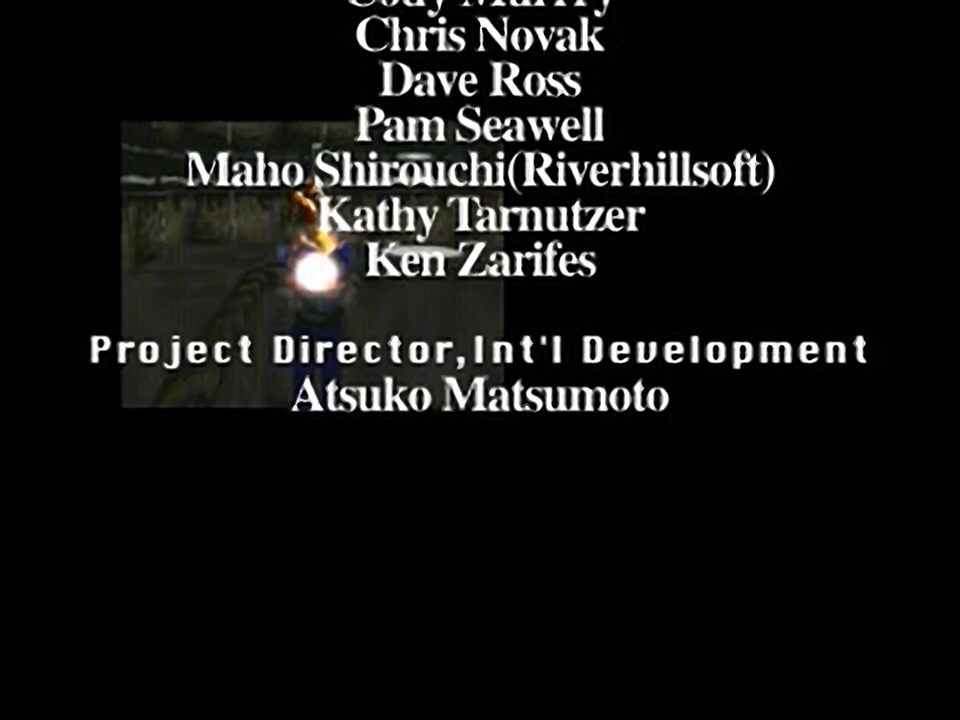 Chris Novak
Dave Ross
Pam Seawell
Maho Shirouchi(Riverhillsoft)
Kathy Tarnutzer
Ken Zarifes
Project Director,Int'l Development
Atsuko Matsumoto